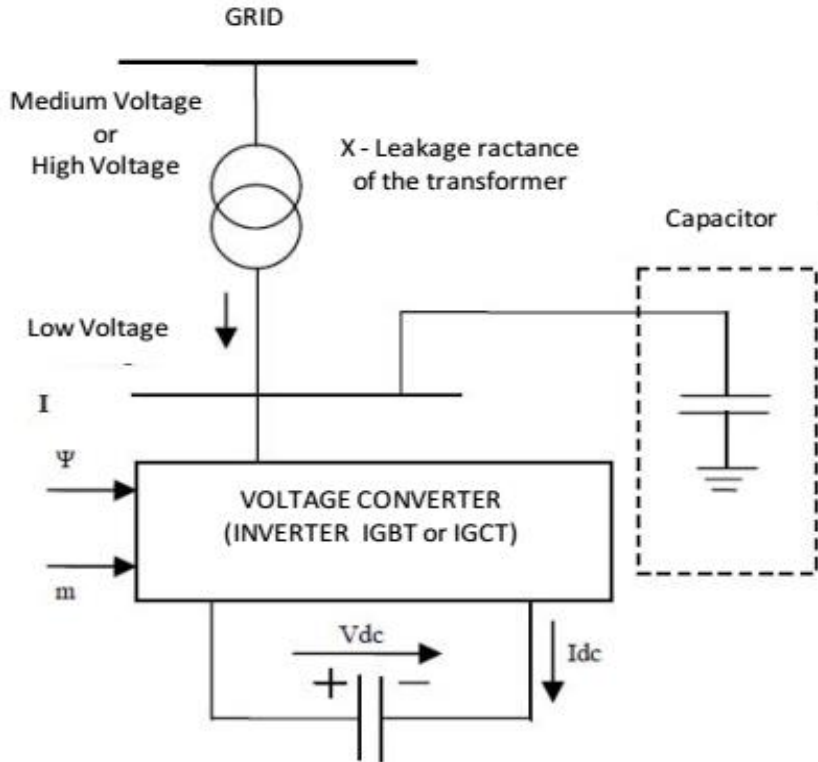 GRID
Medium Voltage
or
High Voltage
X - Leakage ractance
of the transformer
Capacitor
Low Voltage
I
Ψ
VOLTAGE CONVERTER
(INVERTER IGBT or IGCT)
m
Vdc
Idc
+ −